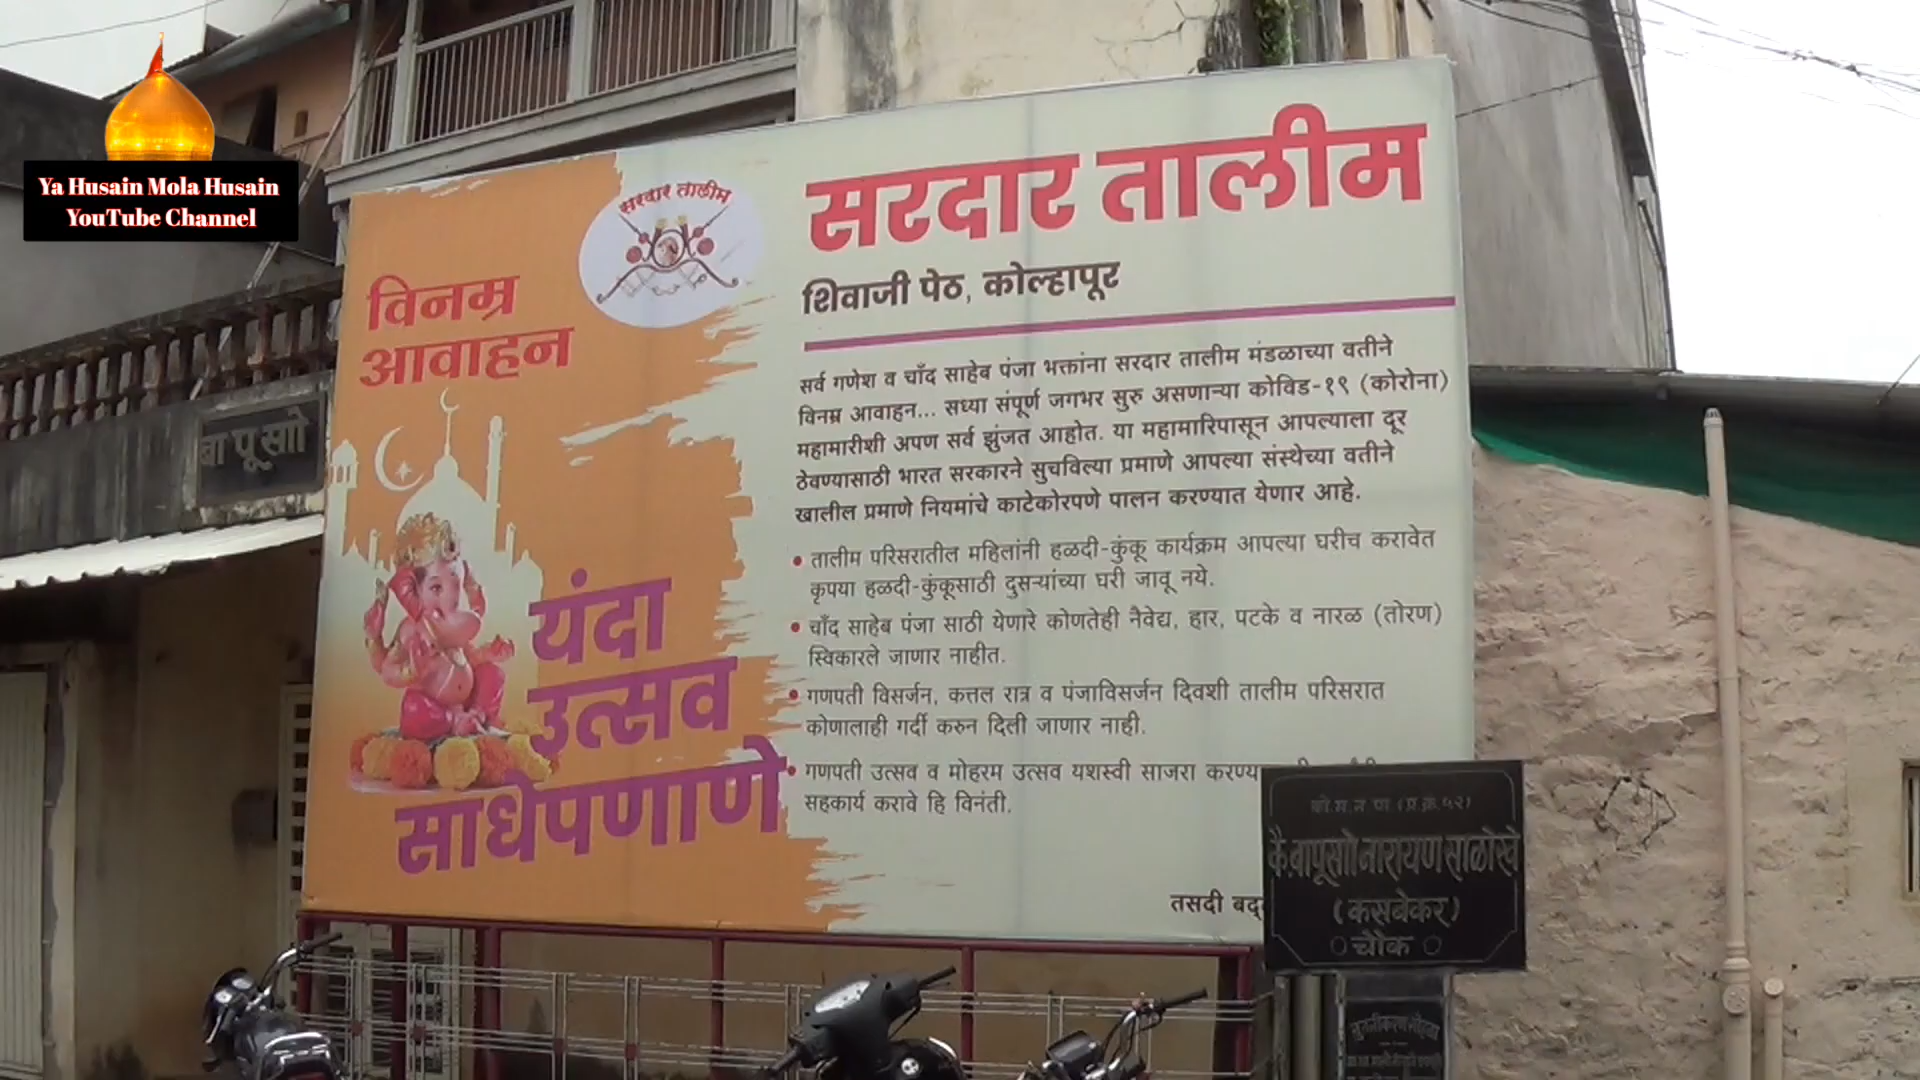 Ya Husain Mola Husain
YouTube Channel
सरदार तालीम
विनम्र
आवाहन
यंदा
उत्सव
साधेपणाणे
सरदार तालीम
शिवाजी पेठ, कोल्हापूर
सर्व गणेश व चाँद साहेब पंजा भक्तांना सरदार तालीम मंडळाच्या वतीने
विनम्र आवाहन... सध्या संपूर्ण जगभर सुरु असणाऱ्या कोविड-१९ (कोरोना)
महामारीशी अपण सर्व झुंजत आहोत. या महामारिपासून आपल्याला दूर
ठेवण्यासाठी भारत सरकारने सुचविल्या प्रमाणे आपल्या संस्थेच्या वतीने
खालील प्रमाणे नियमांचे काटेकोरपणे पालन करण्यात येणार आहे.
• तालीम परिसरातील महिलांनी हळदी-कुंकू कार्यक्रम आपल्या घरीच करावेत
कृपया हळदी-कुंकूसाठी दुसऱ्यांच्या घरी जावू नये.
• चाँद साहेब पंजा साठी येणारे कोणतेही नैवेद्य, हार, पटके व नारळ (तोरण)
स्विकारले जाणार नाहीत.
• गणपती विसर्जन, कत्तल रात्र व पंजाविसर्जन दिवशी तालीम परिसरात
कोणालाही गर्दी करुन दिली जाणार नाही.
• गणपती उत्सव व मोहरम उत्सव यशस्वी साजरा
सहकार्य करावे हि विनंती.
तसदी
बापूसाो
को.म.न.पा. (प्र.क्र.५२)
कै.बापूसाो नारायण साळोखे
(कसबेकर)
चौक